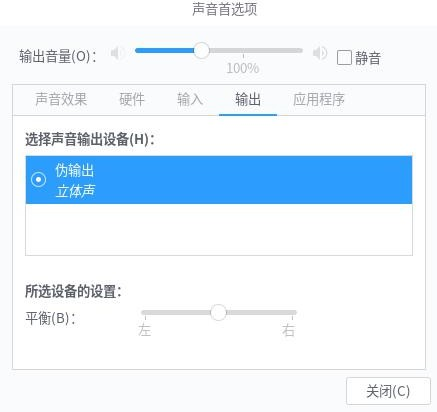 声音首选项
输出音量(O)： 100% 静音
声音效果 硬件 输入 输出 应用程序
选择声音输出设备(H)：
伪输出
立体声
所选设备的设置：
平衡(B)： 左 右
关闭(C)